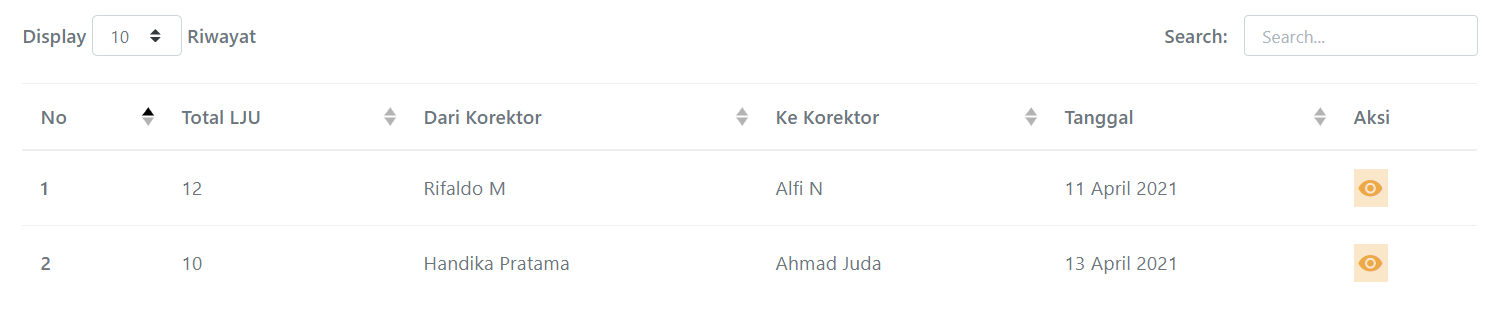 Display 10 Riwayat Search: Search...
No Total LJU Dari Korektor Ke Korektor Tanggal Aksi
1 12 Rifaldo M Alfi N 11 April 2021
2 10 Handika Pratama Ahmad Juda 13 April 2021